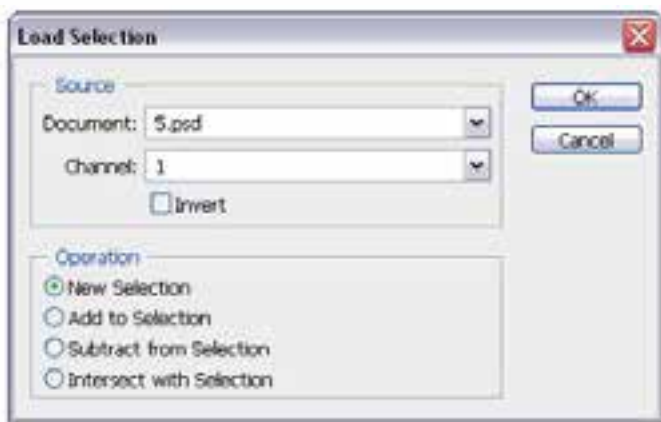 Load Selection
Source
Document: 5.psd
Channel: 1
Invert
OK
Cancel
Operation
New Selection
Add to Selection
Subtract from Selection
Intersect with Selection